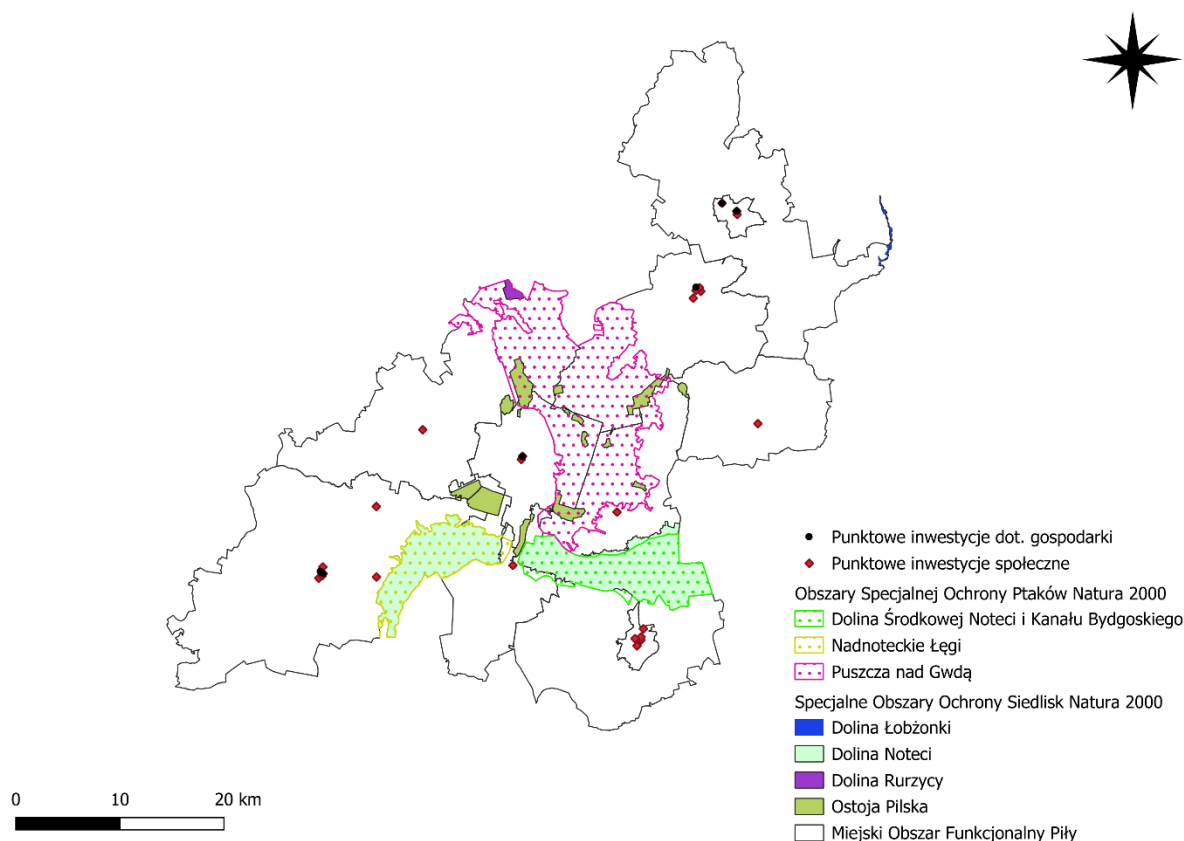 Punktowe inwestycje dot. gospodarki
Punktowe inwestycje społeczne
Obszary Specjalnej Ochrony Ptaków Natura 2000
Dolina Środkowej Noteci i Kanału Bydgoskiego
Nadnoteckie Łęgi
Puszcza nad Gwdą
Specjalne Obszary Ochrony Siedlisk Natura 2000
Dolina Łobżonki
Dolina Noteci
Dolina Rurzycy
Ostoja Pilska
Miejski Obszar Funkcjonalny Piły
0 10 20 km